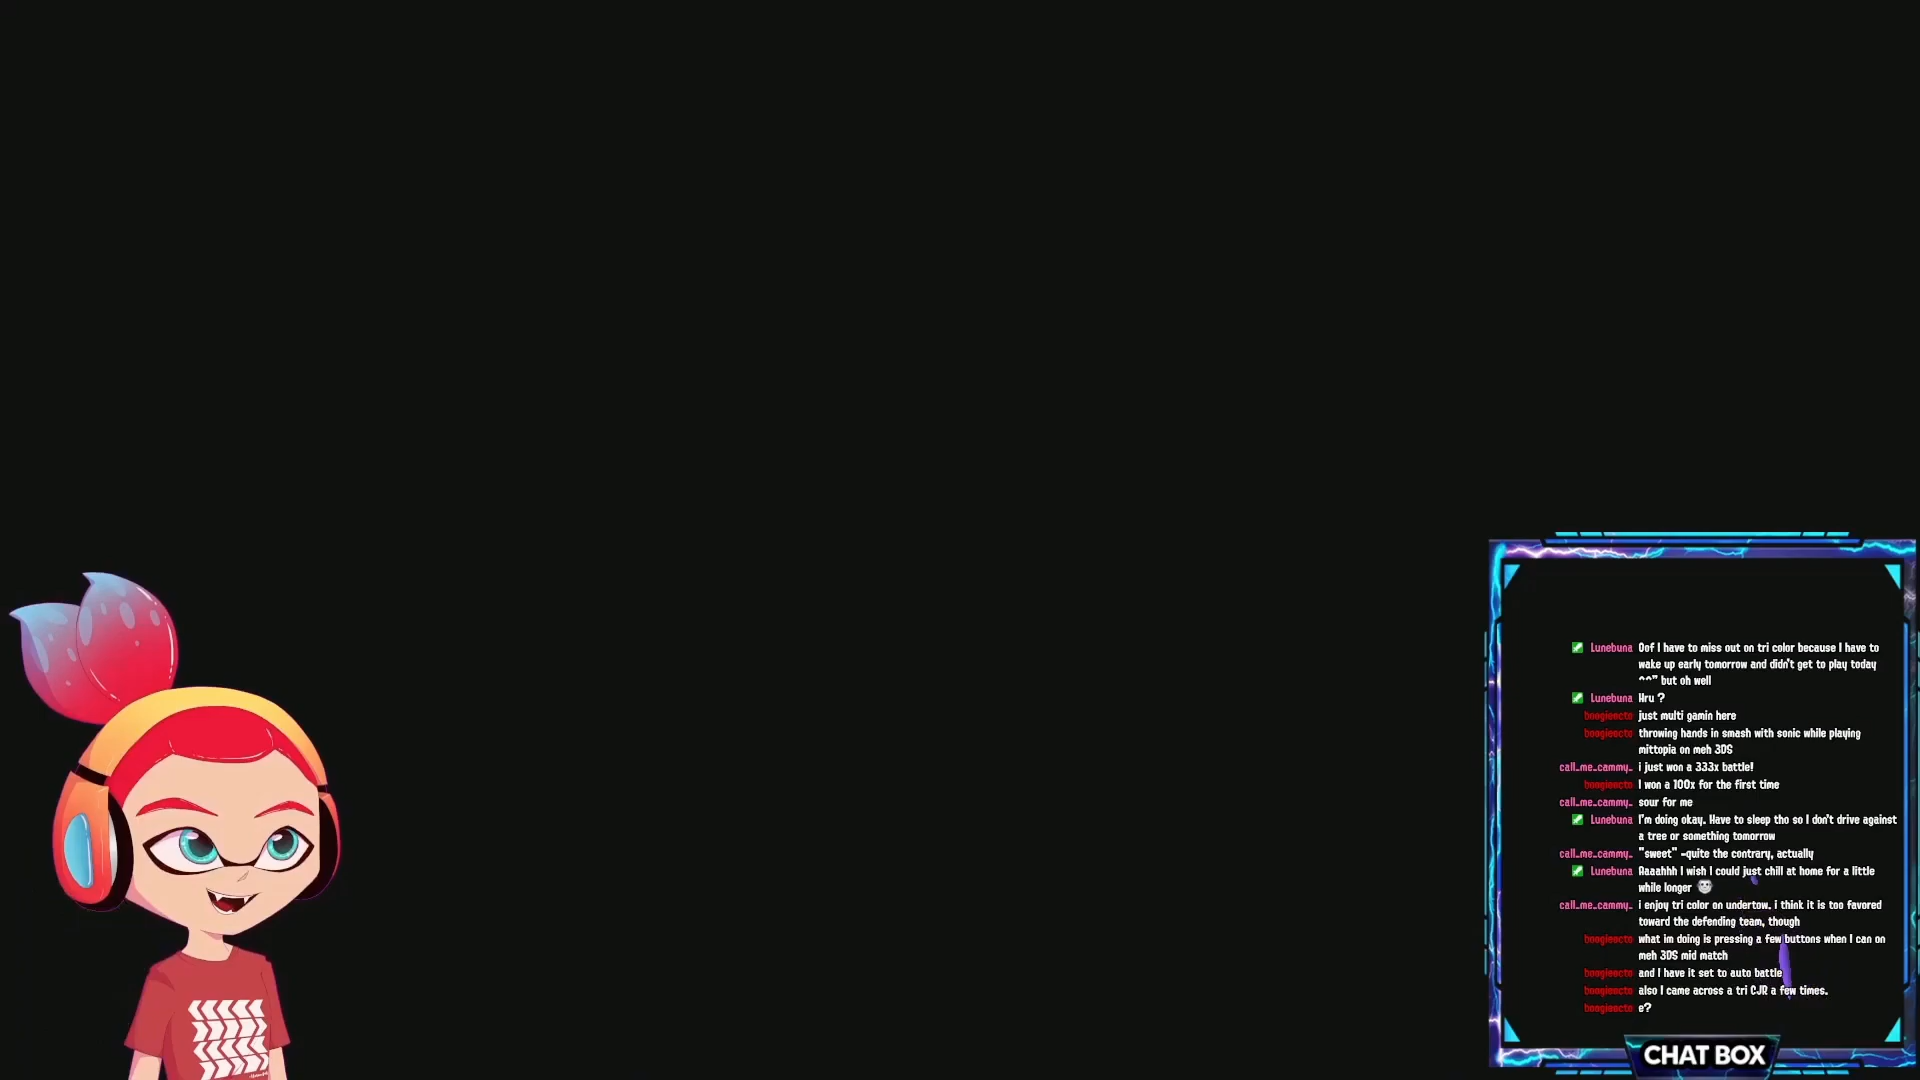 Lunebuna Oof I have to miss out on tri color because I have to
wake up early tomorrow and didn't get to play today
^^" but oh well
Lunebuna Hru ?
boogieocto just multi gamin here
boogieocto throwing hands in smash with sonic while playing
mittopia on meh 3DS
call_me_cammy_ i just won a 333x battle!
boogieocto I won a 100x for the first time
call_me_cammy_ sour for me
Lunebuna I'm doing okay. Have to sleep tho so I don't drive against
a tree or something tomorrow
call_me_cammy_ "sweet" -quite the contrary, actually
Lunebuna Aaaahhh I wish I could just chill at home for a little
while longer
call_me_cammy_ i enjoy tri color on undertow. i think it is too favored
toward the defending team, though
boogieocto what im doing is pressing a few buttons when I can on
meh 3DS mid match
boogieocto and I have it set to auto battle
boogieocto also I came across a tri CJR a few times.
boogieocto e?
CHAT BOX